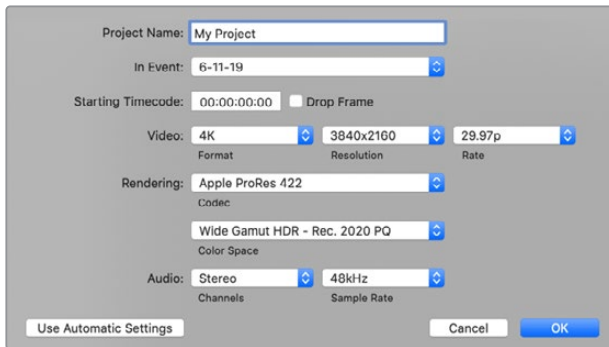 Project Name: My Project
In Event: 6-11-19
Starting Timecode: 00:00:00:00 Drop Frame
Video: 4K 3840x2160 29.97p
Format Resolution Rate
Rendering: Apple ProRes 422
Codec
Wide Gamut HDR - Rec. 2020 PQ
Color Space
Audio: Stereo 48kHz
Channels Sample Rate
Use Automatic Settings Cancel OK